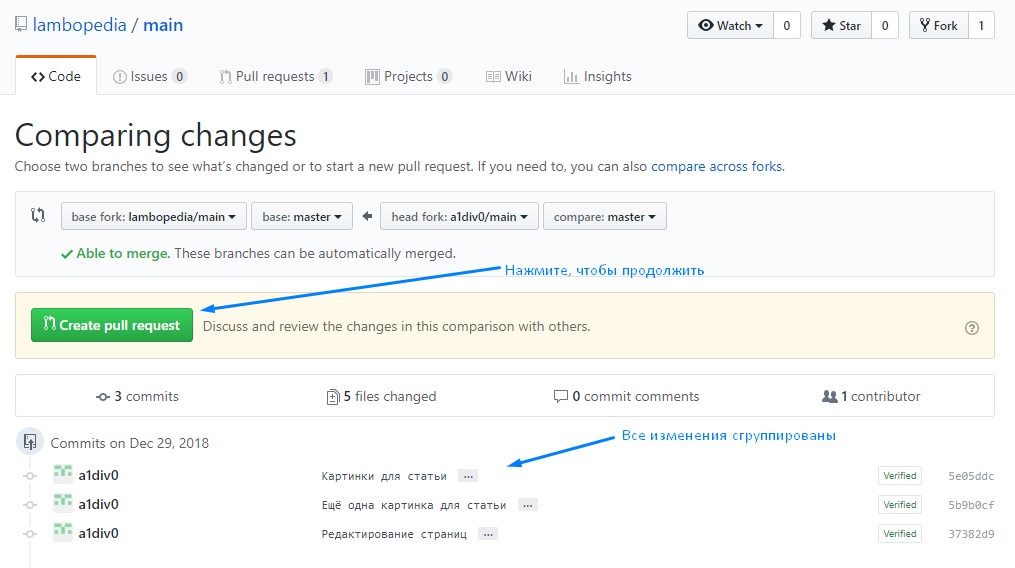 lambopedia / main
Watch 0 Star 0 Fork 1
Code Issues 0 Pull requests 1 Projects 0 Wiki Insights
Comparing changes
Choose two branches to see what's changed or to start a new pull request. If you need to, you can also compare across forks.
base fork: lambopedia/main base: master head fork: a1div0/main compare: master
Able to merge. These branches can be automatically merged.
Нажмите, чтобы продолжить
Create pull request Discuss and review the changes in this comparison with others.
3 commits 5 files changed 0 commit comments 1 contributor
Commits on Dec 29, 2018
Все изменения сгруппированы
a1div0 Картинки для статьи ... Verified 5e05ddc
a1div0 Ещё одна картинка для статьи ... Verified 5b9b0cf
a1div0 Редактирование страниц ... Verified 37382d9